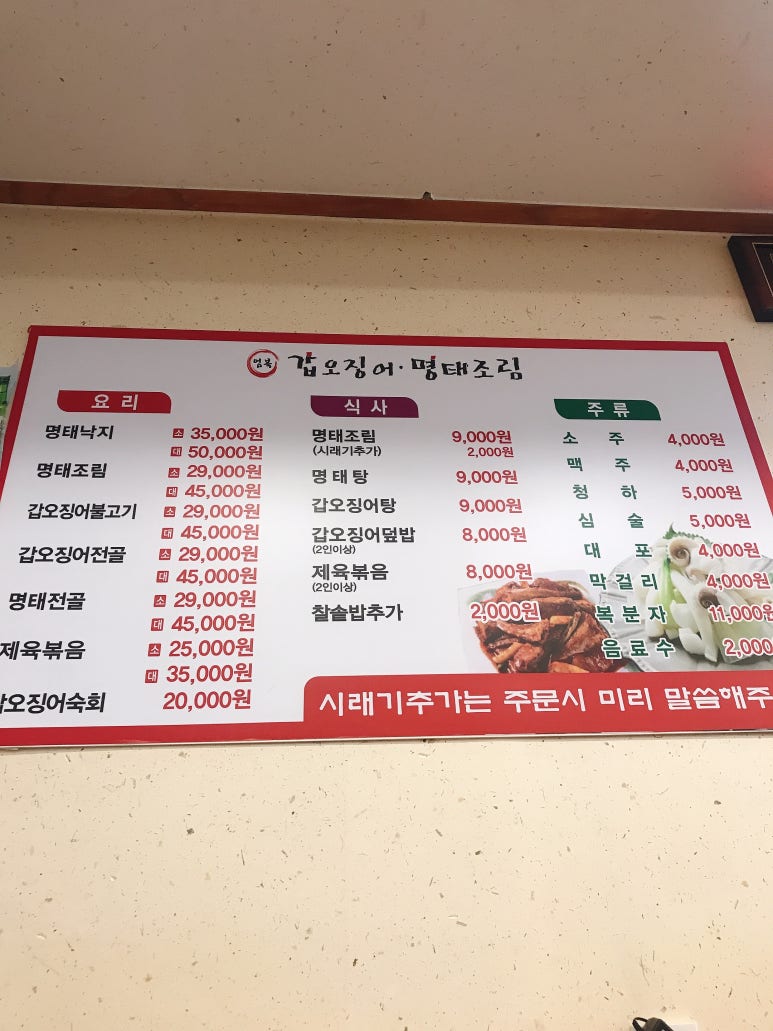 엄목 갑오징어·명태조림
요리
명태낙지 소 35,000원
대 50,000원
명태조림 소 29,000원
대 45,000원
갑오징어불고기 소 29,000원
대 45,000원
갑오징어전골 소 29,000원
대 45,000원
명태전골 소 29,000원
대 45,000원
제육볶음 소 25,000원
대 35,000원
갑오징어숙회 20,000원
식사
명태조림 9,000원
(시래기추가) 2,000원
명태탕 9,000원
갑오징어탕 9,000원
갑오징어덮밥 8,000원
(2인이상)
제육볶음 8,000원
(2인이상)
찰솥밥추가 2,000원
주류
소주 4,000원
맥주 4,000원
청하 5,000원
심술 5,000원
대포 4,000원
막걸리 4,000원
복분자 11,000원
음료수 2,000
시래기추가는 주문시 미리 말씀해주